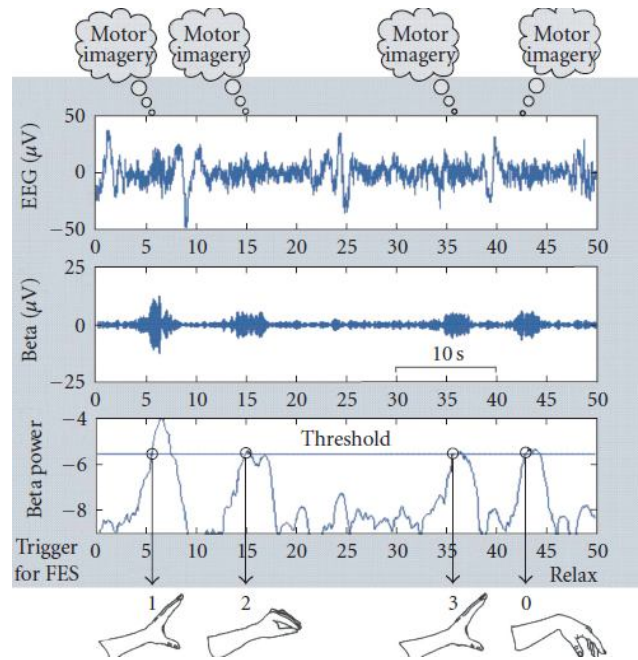 Motor
imagery
Motor
imagery
Motor
imagery
Motor
imagery
EEG (μV)
50
0
−50
0 5 10 15 20 25 30 35 40 45 50
Beta (μV)
25
0
−25
10 s
0 5 10 15 20 25 30 35 40 45 50
Beta power
−4
−6
−8
Threshold
0 5 10 15 20 25 30 35 40 45 50
Trigger
for FES
Relax
1 2 3 0